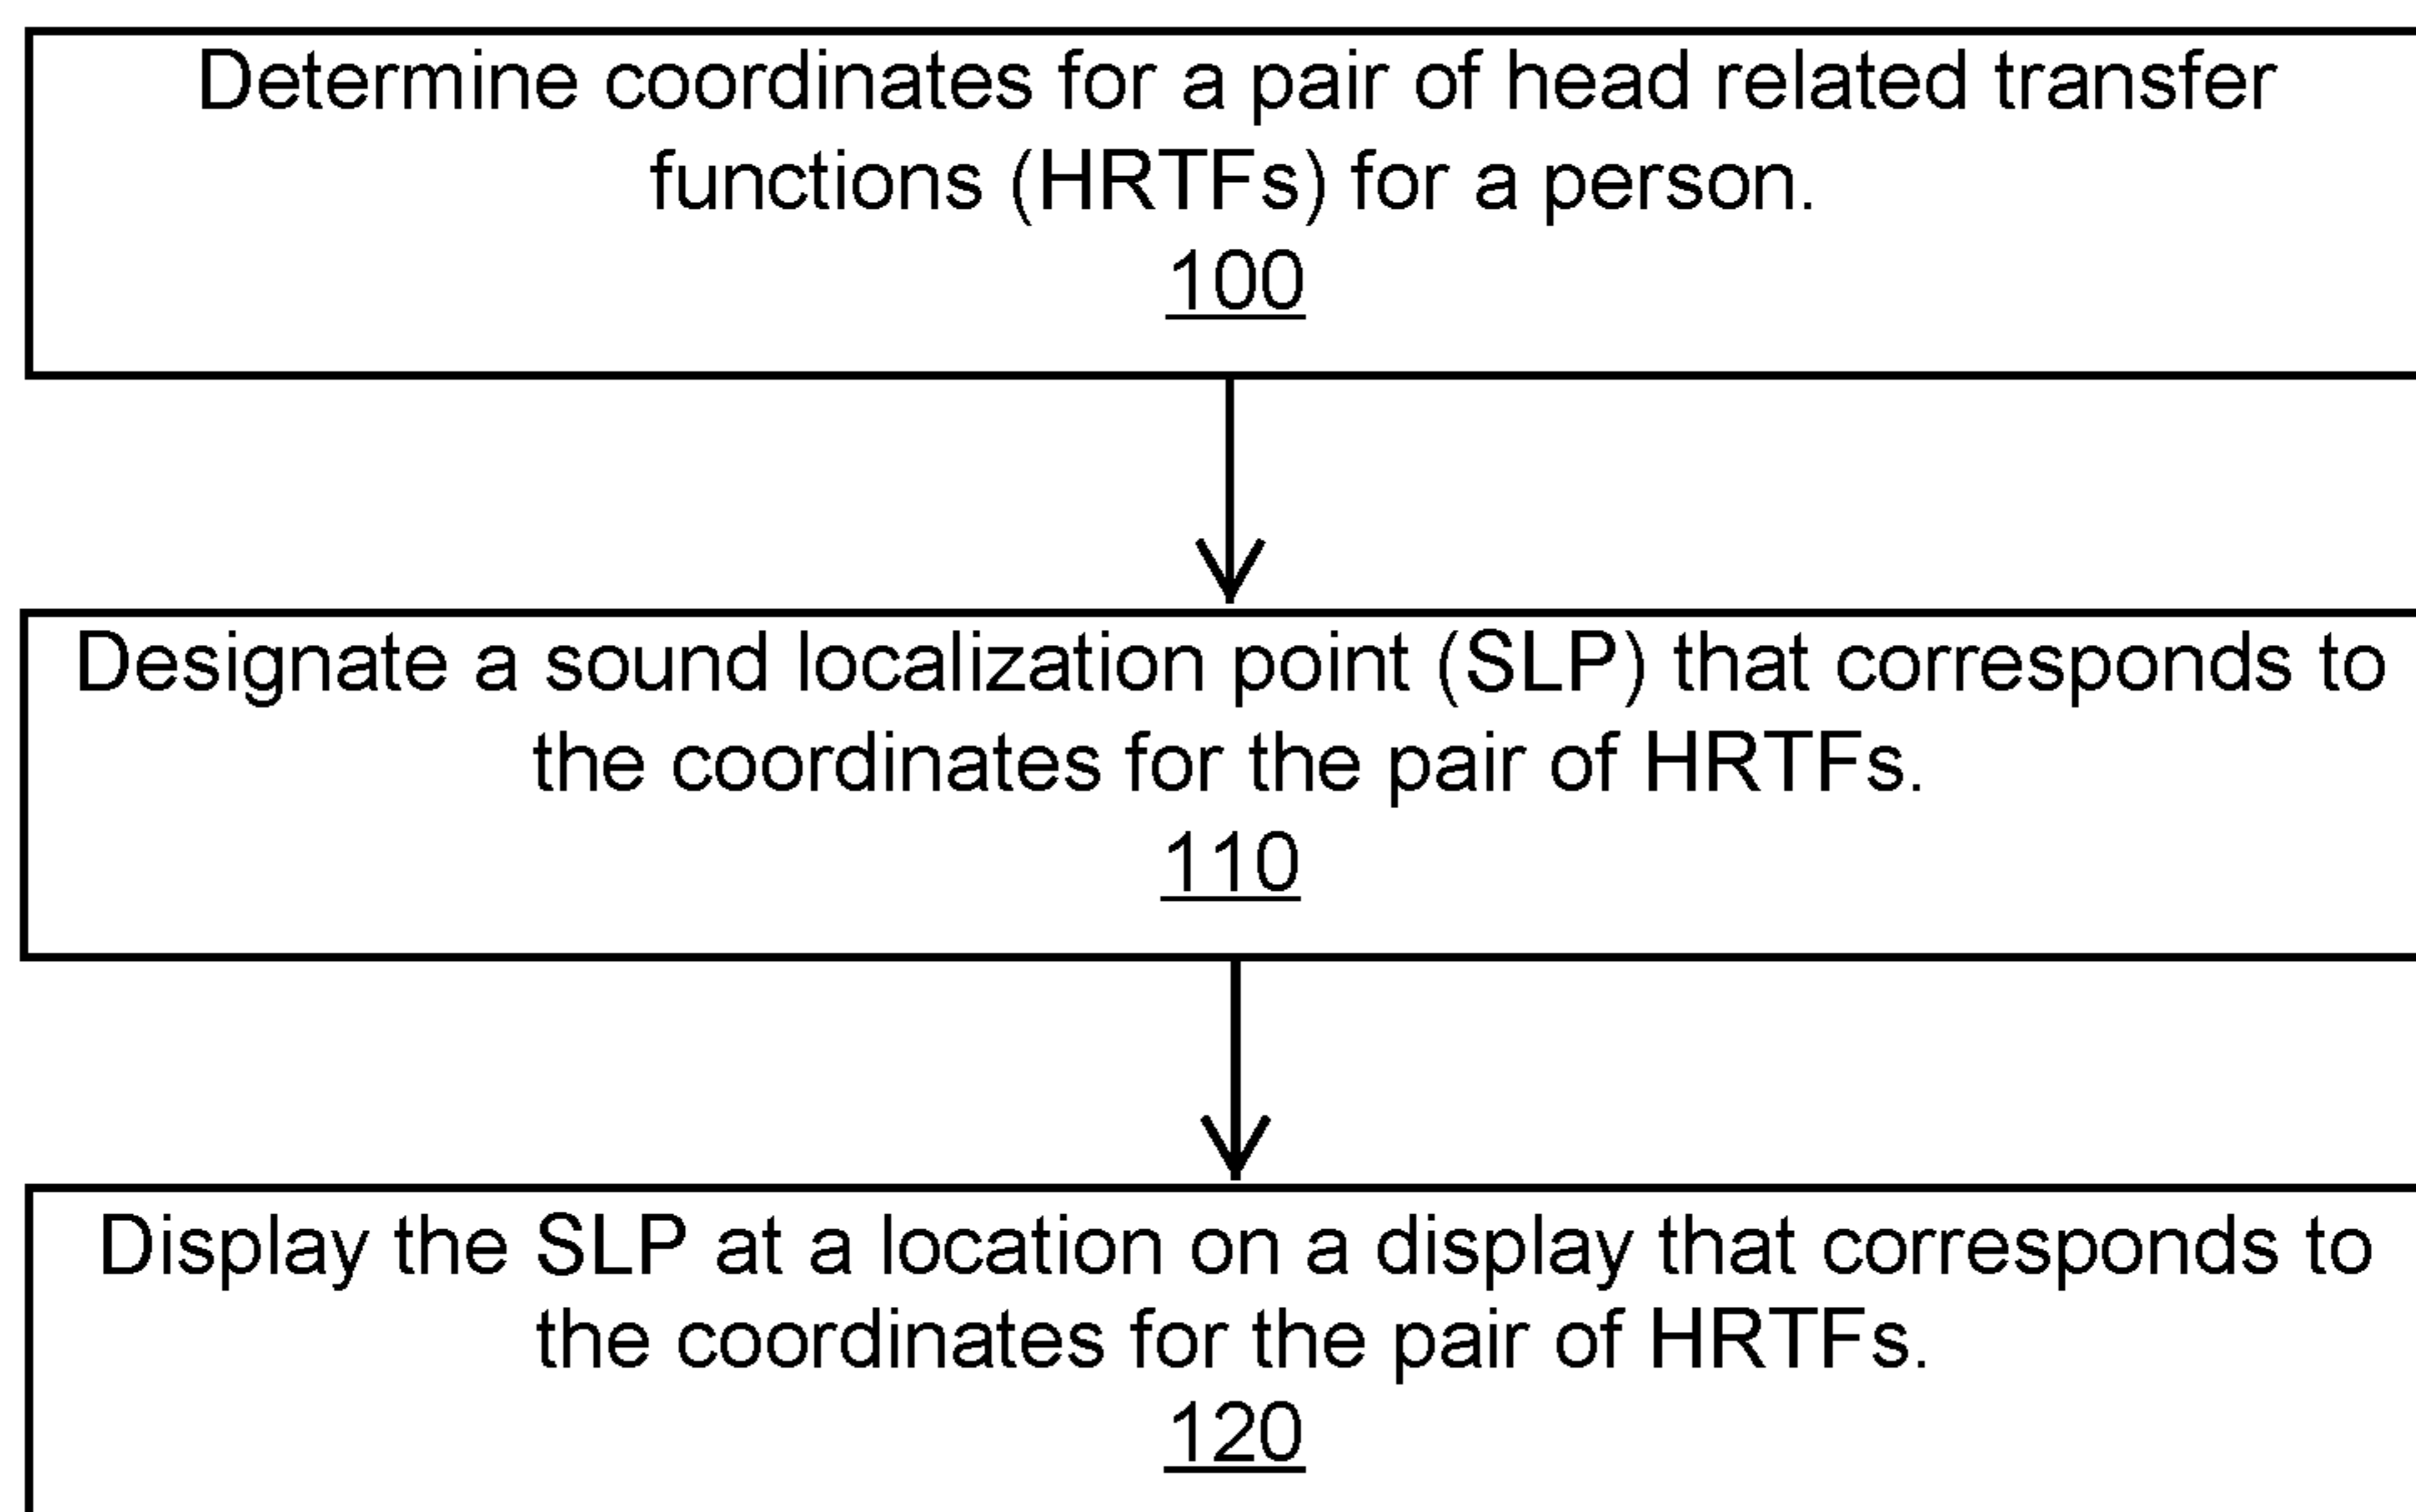 Determine coordinates for a pair of head related transfer
functions (HRTFs) for a person.
100
Designate a sound localization point (SLP) that corresponds to
the coordinates for the pair of HRTFs.
110
Display the SLP at a location on a display that corresponds to
the coordinates for the pair of HRTFs.
120